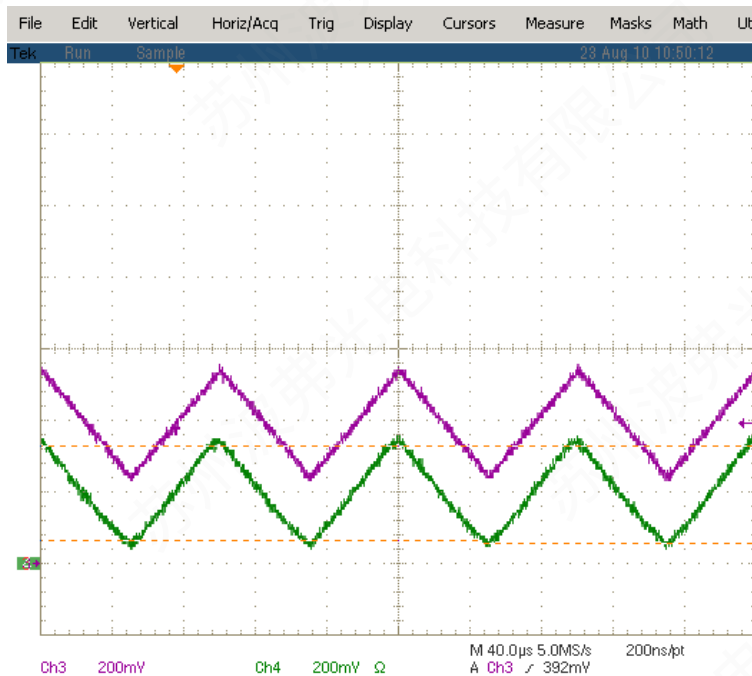 File Edit Vertical Horiz/Acq Trig Display Cursors Measure Masks Math Ut
Tek Run Sample 23 Aug 10 10:50:12
M 40.0µs 5.0MS/s 200ns/pt
Ch3 200mV Ch4 200mV Ω A Ch3 392mV